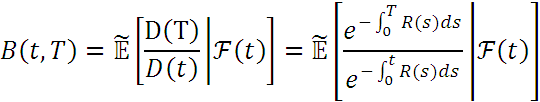 B(t,T) = 𝔼̃[D(T)/D(t) | ℱ(t)] = 𝔼̃[e^{-∫_0^T R(s)ds} / e^{-∫_0^t R(s)ds} | ℱ(t)]